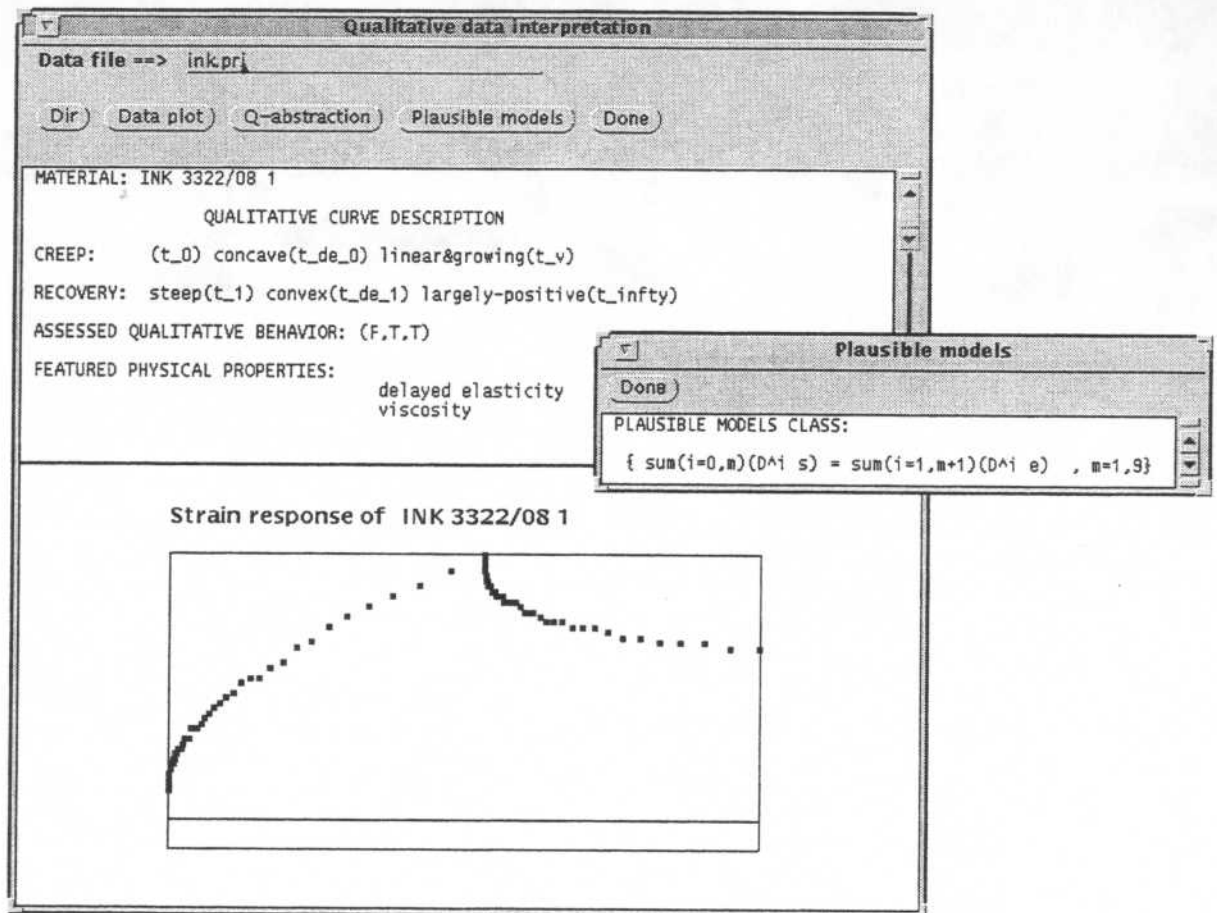 Qualitative data interpretation
Data file ==> ink.pri
Dir) Data plot) Q-abstraction) Plausible models) Done)
MATERIAL: INK 3322/08 1
QUALITATIVE CURVE DESCRIPTION
CREEP: (t_0) concave(t_de_0) linear&growing(t_v)
RECOVERY: steep(t_1) convex(t_de_1) largely-positive(t_infty)
ASSESSED QUALITATIVE BEHAVIOR: (F,T,T)
FEATURED PHYSICAL PROPERTIES:
delayed elasticity
viscosity
Plausible models
Done)
PLAUSIBLE MODELS CLASS:
{ sum(i=0,m)(D^i s) = sum(i=1,m+1)(D^i e) , m=1,9}
Strain response of INK 3322/08 1